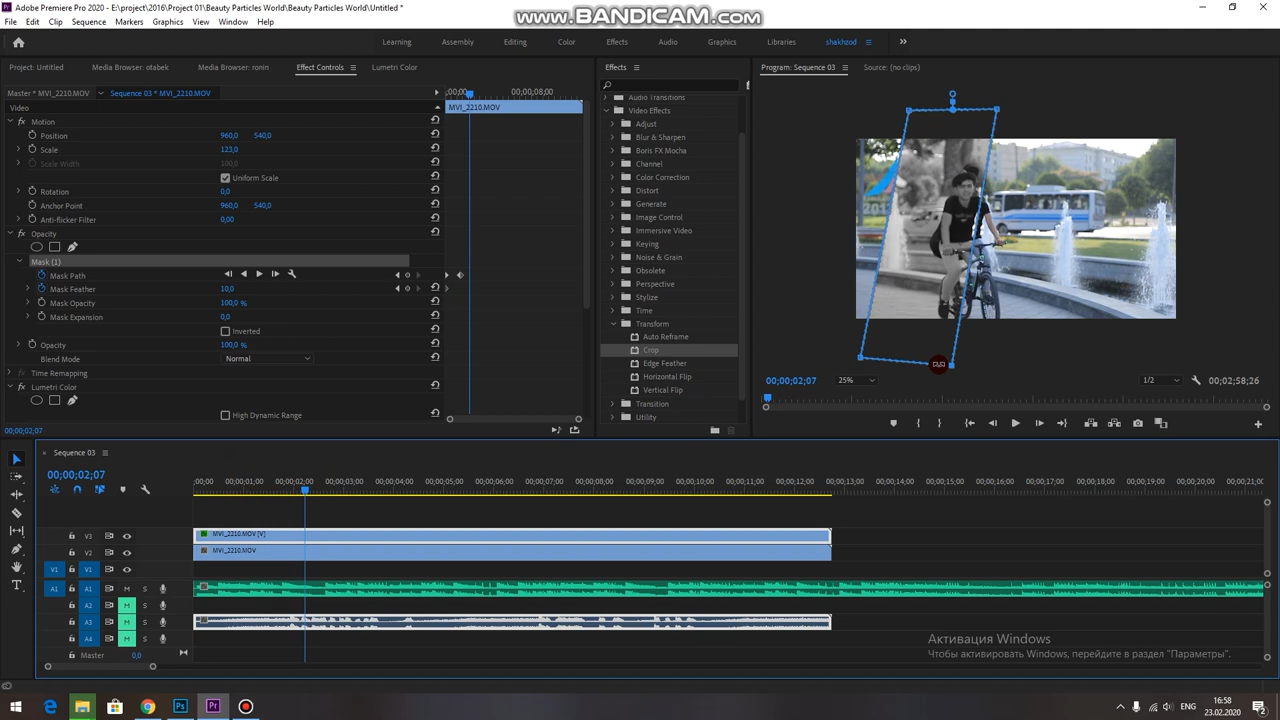 Adobe Premiere Pro 2020 - E:\project\2016\Beauty Particles World\Project 01\Beauty Particles World\Untitled *
www.BANDICAM.com
File Edit Clip Sequence Markers Graphics View Window Help
Learning Assembly Editing Color Effects Audio Graphics Libraries shakhzod
Project: Untitled Media Browser: otabek Media Browser: ronin Effect Controls Lumetri Color
Effects
Program: Sequence 03 Source: (no clips)
Master * MVI_2210.MOV Sequence 03 * MVI_2210.MOV
;00;00 00;00;08;00
Video
MVI_2210.MOV
Motion
Position 960,0 540,0
Scale 123,0
Scale Width 100,0
Uniform Scale
Rotation 0,0
Anchor Point 960,0 540,0
Anti-flicker Filter 0,00
Opacity
Mask (1)
Mask Path
Mask Feather 10,0
Mask Opacity 100,0 %
Mask Expansion 0,0
Inverted
Opacity 100,0 %
Blend Mode Normal
Time Remapping
Lumetri Color
High Dynamic Range
00;00;02;07
Audio Transitions
Video Effects
Adjust
Blur & Sharpen
Boris FX Mocha
Channel
Color Correction
Distort
Generate
Image Control
Immersive Video
Keying
Noise & Grain
Obsolete
Perspective
Stylize
Time
Transform
Auto Reframe
Crop
Edge Feather
Horizontal Flip
Vertical Flip
Transition
Utility
00;00;02;07 25% 1/2 00;02;58;26
Sequence 03
00;00;02;07
;00;00 00;00;01;00 00;00;02;00 00;00;03;00 00;00;04;00 00;00;05;00 00;00;06;00 00;00;07;00 00;00;08;00 00;00;09;00 00;00;10;00 00;00;11;00 00;00;12;00 00;00;13;00 00;00;14;00 00;00;15;00 00;00;16;00 00;00;17;00 00;00;18;00 00;00;19;00 00;00;20;00 00;00;21;00
V3 MVI_2210.MOV [V]
V2 MVI_2210.MOV
V1 V1
A1 A1 M S
A2 M S
A3 M S
A4 M S
Master 0,0
Активация Windows
Чтобы активировать Windows, перейдите в раздел "Параметры".
Ps Pr
ENG
16:58
23.02.2020
2